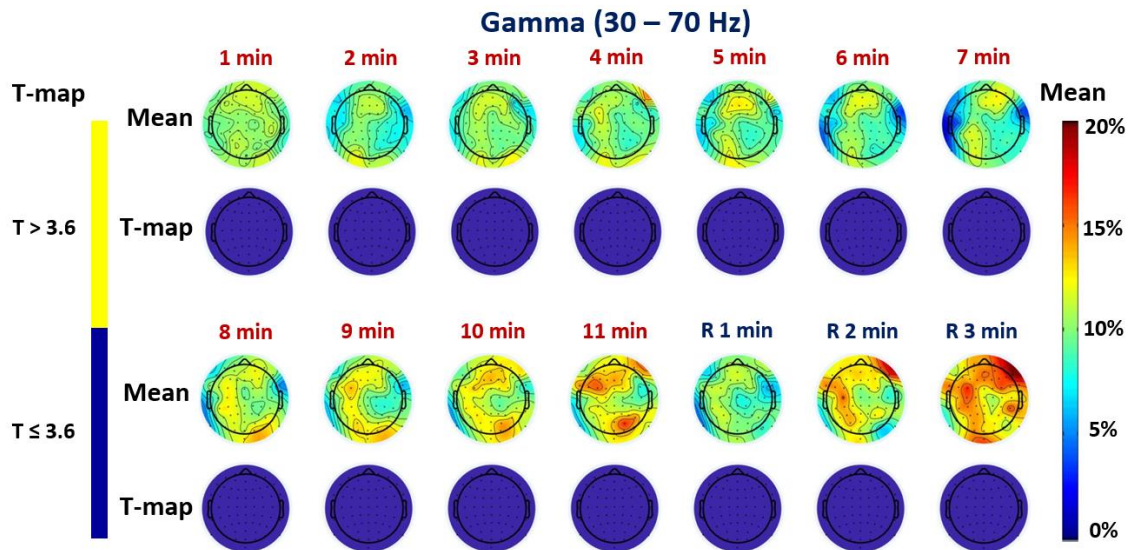 Gamma (30 – 70 Hz)
1 min 2 min 3 min 4 min 5 min 6 min 7 min
T-map
Mean
Mean
20%
T > 3.6
T-map
15%
8 min 9 min 10 min 11 min R 1 min R 2 min R 3 min
10%
Mean
T ≤ 3.6
5%
T-map
0%